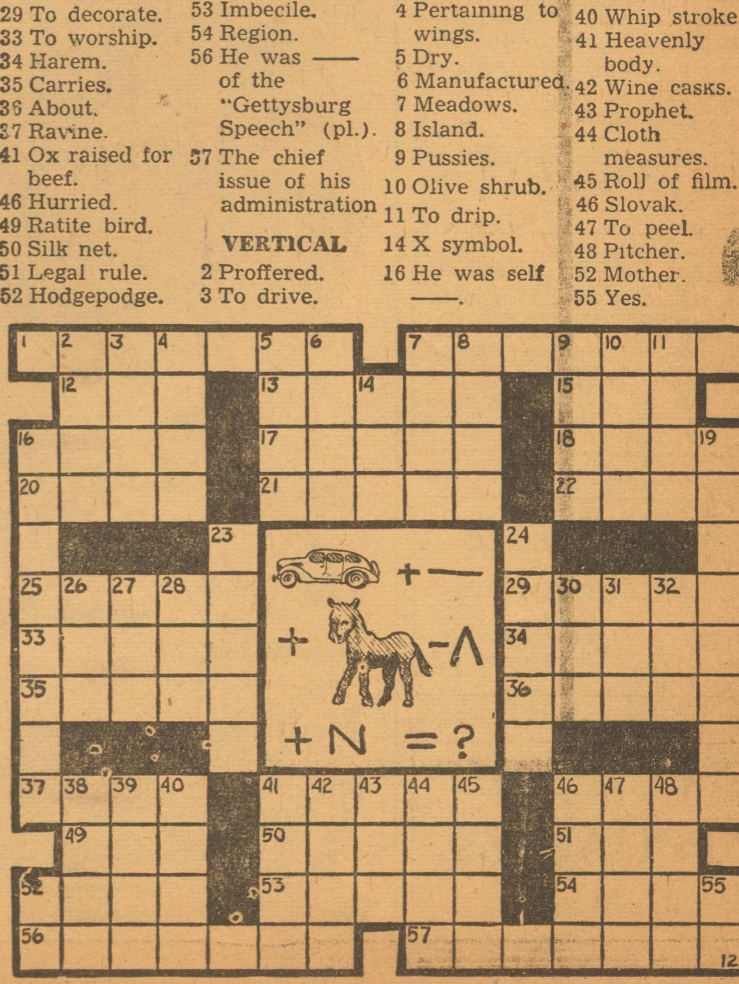 29 To decorate.
33 To worship.
34 Harem.
35 Carries.
36 About.
37 Ravine.
41 Ox raised for
beef.
46 Hurried.
49 Ratite bird.
50 Silk net.
51 Legal rule.
52 Hodgepodge.
53 Imbecile.
54 Region.
56 He was —
of the
“Gettysburg
Speech” (pl.).
57 The chief
issue of his
administration
VERTICAL
2 Proffered.
3 To drive.
4 Pertaining to
wings.
5 Dry.
6 Manufactured.
7 Meadows.
8 Island.
9 Pussies.
10 Olive shrub.
11 To drip.
14 X symbol.
16 He was self
—.
40 Whip stroke
41 Heavenly
body.
42 Wine casks.
43 Prophet.
44 Cloth
measures.
45 Roll of film.
46 Slovak.
47 To peel.
48 Pitcher.
52 Mother.
55 Yes.
1 2 3 4 5 6 7 8 9 10 11
12 13 14 15
16 17 18 19
20 21 22
23 24
+ —
25 26 27 28 29 30 31 32
+ - Λ
33 34
35 36
+ N = ?
37 38 39 40 41 42 43 44 45 46 47 48
49 50 51
52 53 54 55
56 57
12